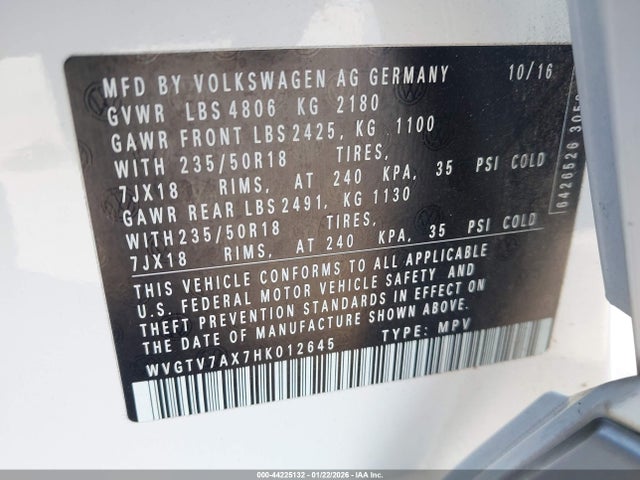 MFD BY VOLKSWAGEN AG GERMANY 10/16
GVWR LBS 4806 KG 2180
GAWR FRONT LBS 2425, KG 1100
WITH 235/50R18 TIRES,
7JX18 RIMS, AT 240 KPA, 35 PSI COLD
GAWR REAR LBS 2491, KG 1130
WITH235/50R18 TIRES,
7JX18 RIMS, AT 240 KPA, 35 PSI COLD
THIS VEHICLE CONFORMS TO ALL APPLICABLE
U.S. FEDERAL MOTOR VEHICLE SAFETY AND
THEFT PREVENTION STANDARDS IN EFFECT ON
THE DATE OF MANUFACTURE SHOWN ABOVE.
WVGTV7AX7HK012645 TYPE: MPV
0426526
000-44225132 - 01/22/2026 - IAA Inc.